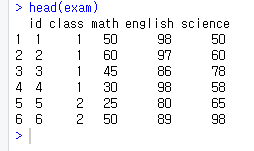 > head(exam)
  id class math english science
1  1     1   50      98      50
2  2     1   60      97      60
3  3     1   45      86      78
4  4     1   30      98      58
5  5     2   25      80      65
6  6     2   50      89      98
>